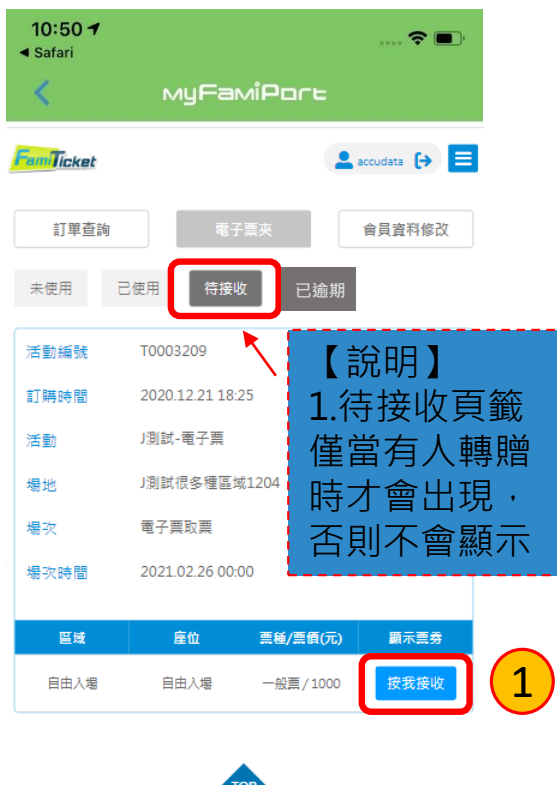 10:50
◀ Safari
MyFamiPort
FamiTicket
accudata
訂單查詢
電子票夾
會員資料修改
未使用
已使用
待接收
已逾期
活動編號 T0003209
訂購時間 2020.12.21 18:25
活動 J測試-電子票
場地 J測試很多種區域1204
場次 電子票取票
場次時間 2021.02.26 00:00
【說明】
1.待接收頁籤
僅當有人轉贈
時才會出現，
否則不會顯示
區域 座位 票種/票價(元) 顯示票券
自由入場 自由入場 一般票/1000 按我接收
1
TOP